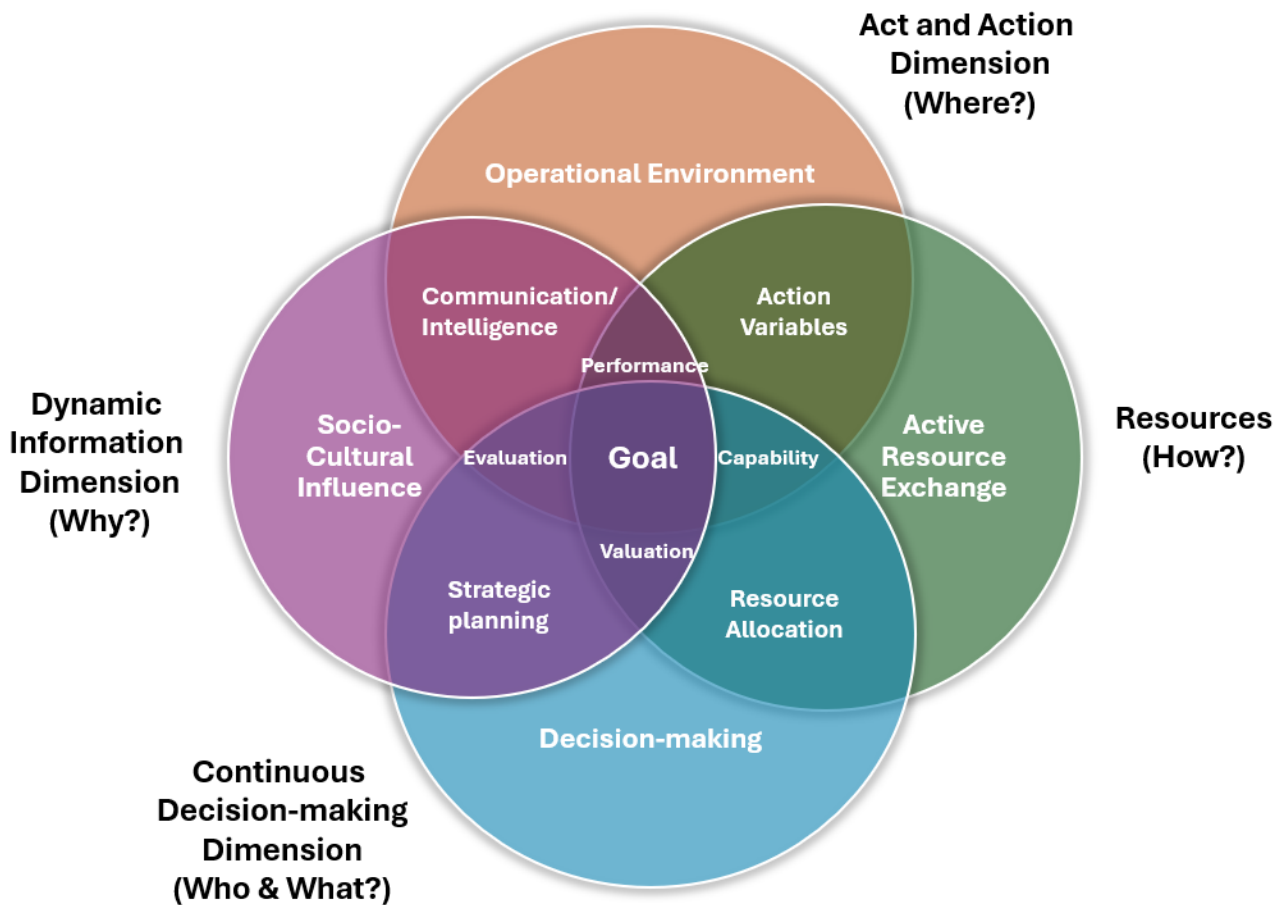 Act and Action
Dimension
(Where?)
Operational Environment
Communication/
Intelligence
Action
Variables
Performance
Dynamic
Information
Dimension
(Why?)
Socio-
Cultural
Influence
Evaluation
Goal
Capability
Active
Resource
Exchange
Resources
(How?)
Valuation
Strategic
planning
Resource
Allocation
Decision-making
Continuous
Decision-making
Dimension
(Who & What?)